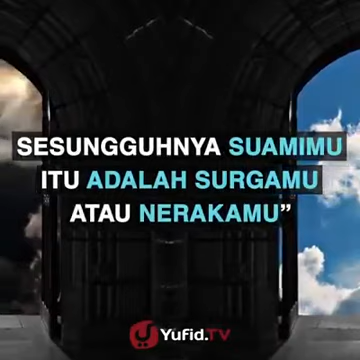 SESUNGGUHNYA SUAMIMU
ITU ADALAH SURGAMU
ATAU NERAKAMU”
YUFID.TV